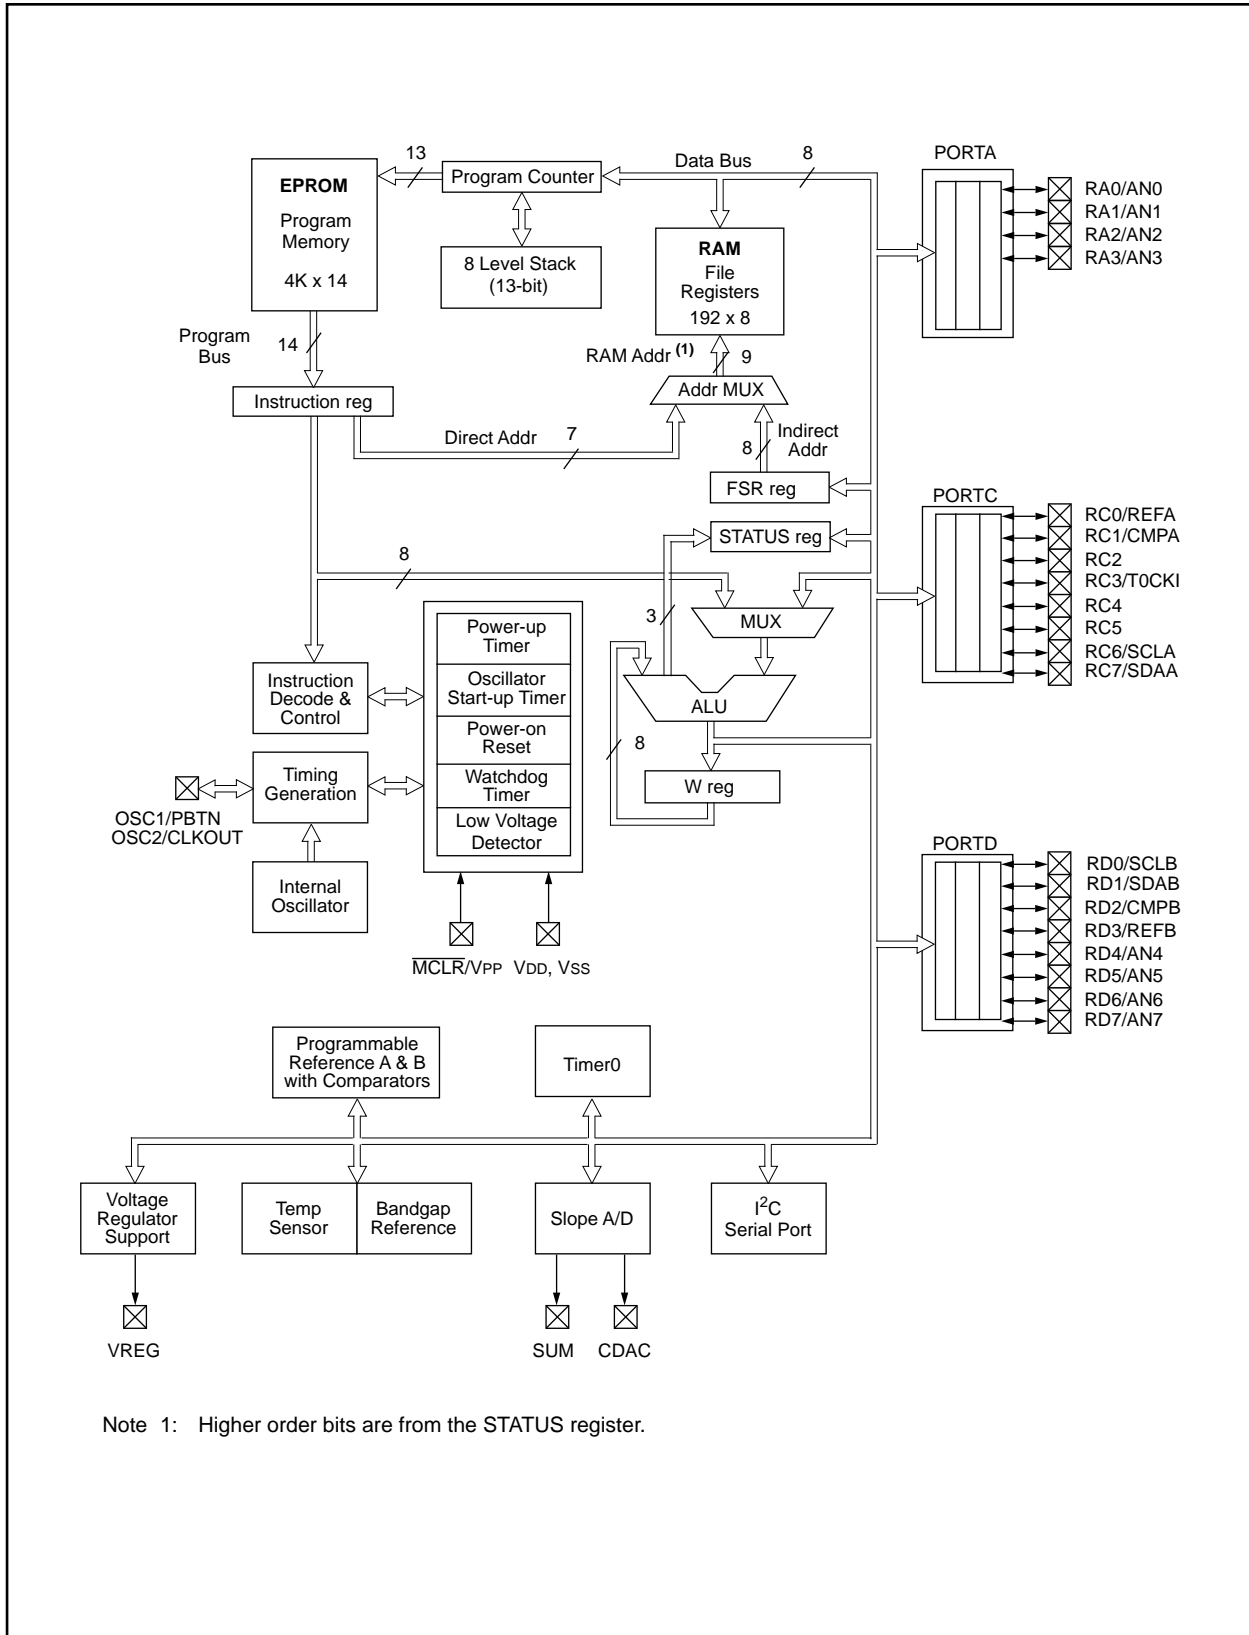 13
Data Bus
8
PORTA
EPROM
Program
Memory
4K x 14
Program Counter
8 Level Stack
(13-bit)
RAM
File
Registers
192 x 8
RA0/AN0
RA1/AN1
RA2/AN2
RA3/AN3
Program
Bus
14
RAM Addr (1)
9
Addr MUX
Instruction reg
Direct Addr
7
8
Indirect
Addr
FSR reg
STATUS reg
PORTC
RC0/REFA
RC1/CMPA
RC2
RC3/T0CKI
RC4
RC5
RC6/SCLA
RC7/SDAA
8
3
MUX
ALU
8
W reg
Power-up
Timer
Oscillator
Start-up Timer
Power-on
Reset
Watchdog
Timer
Low Voltage
Detector
Instruction
Decode &
Control
Timing
Generation
OSC1/PBTN
OSC2/CLKOUT
Internal
Oscillator
MCLR/VPP
VDD, VSS
PORTD
RD0/SCLB
RD1/SDAB
RD2/CMPB
RD3/REFB
RD4/AN4
RD5/AN5
RD6/AN6
RD7/AN7
Programmable
Reference A & B
with Comparators
Timer0
Voltage
Regulator
Support
Temp
Sensor
Bandgap
Reference
Slope A/D
I2C
Serial Port
VREG
SUM
CDAC
Note 1: Higher order bits are from the STATUS register.